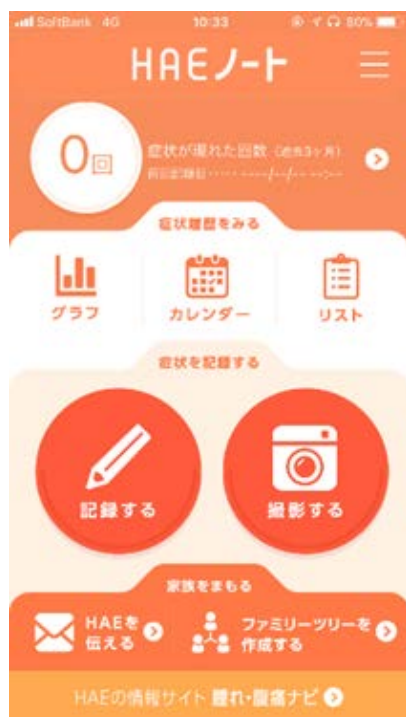 SoftBank 4G 10:33 80%
HAEノート
0回
症状が現れた回数（過去3ヶ月）
前回記録日 ----- ----/--/-- --:--
症状履歴をみる
グラフ カレンダー リスト
症状を記録する
記録する 撮影する
家族をまもる
HAEを伝える ファミリーツリーを作成する
HAEの情報サイト 腫れ・腹痛ナビ